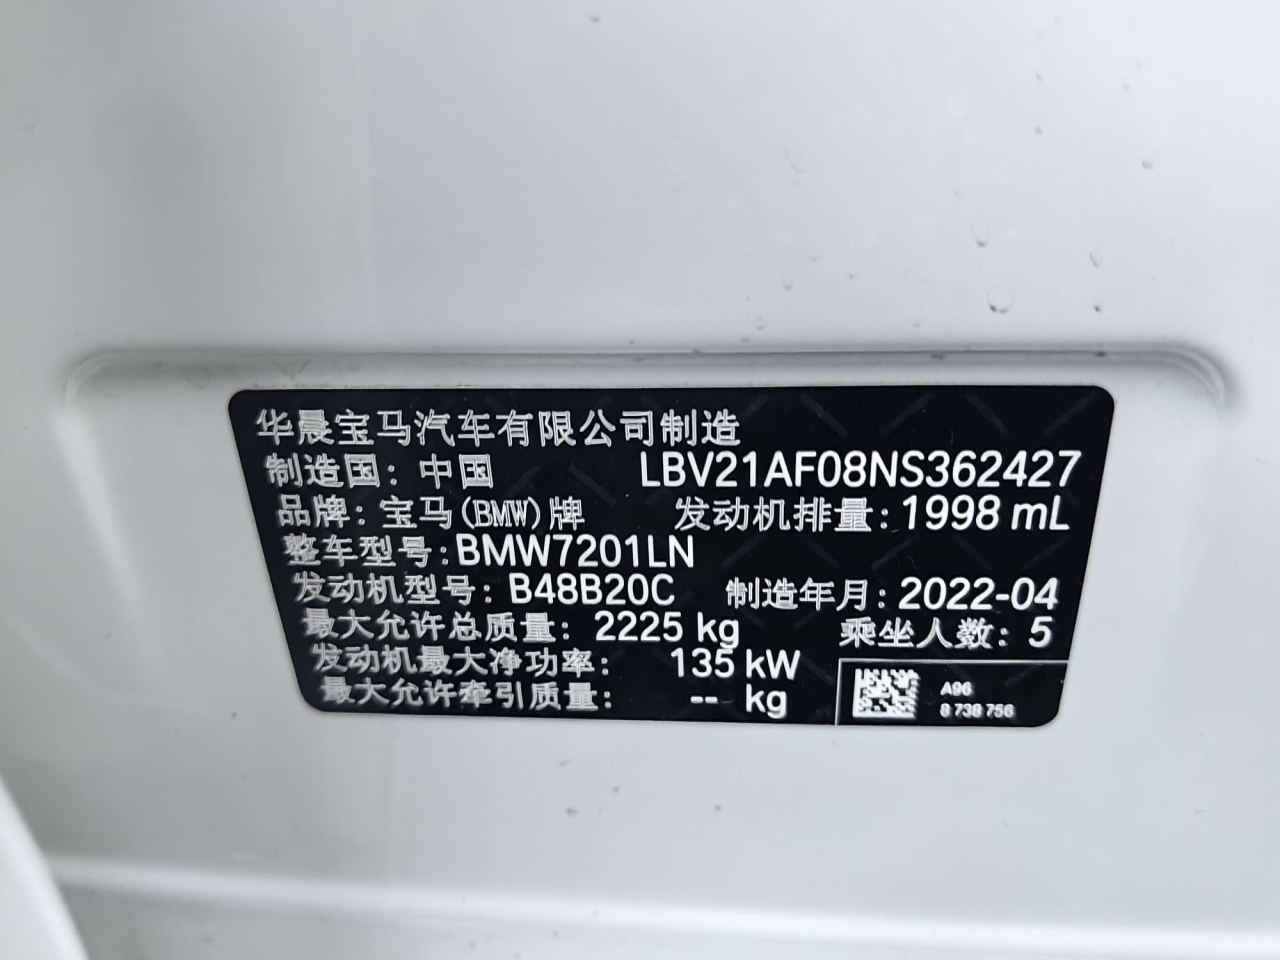 华晨宝马汽车有限公司制造
制造国：中国 LBV21AF08NS362427
品牌：宝马(BMW)牌 发动机排量：1998 mL
整车型号：BMW7201LN
发动机型号：B48B20C 制造年月：2022-04
最大允许总质量：2225 kg 乘坐人数：5
发动机最大净功率：135 kW
最大允许牵引质量：-- kg
A96
8 738 756